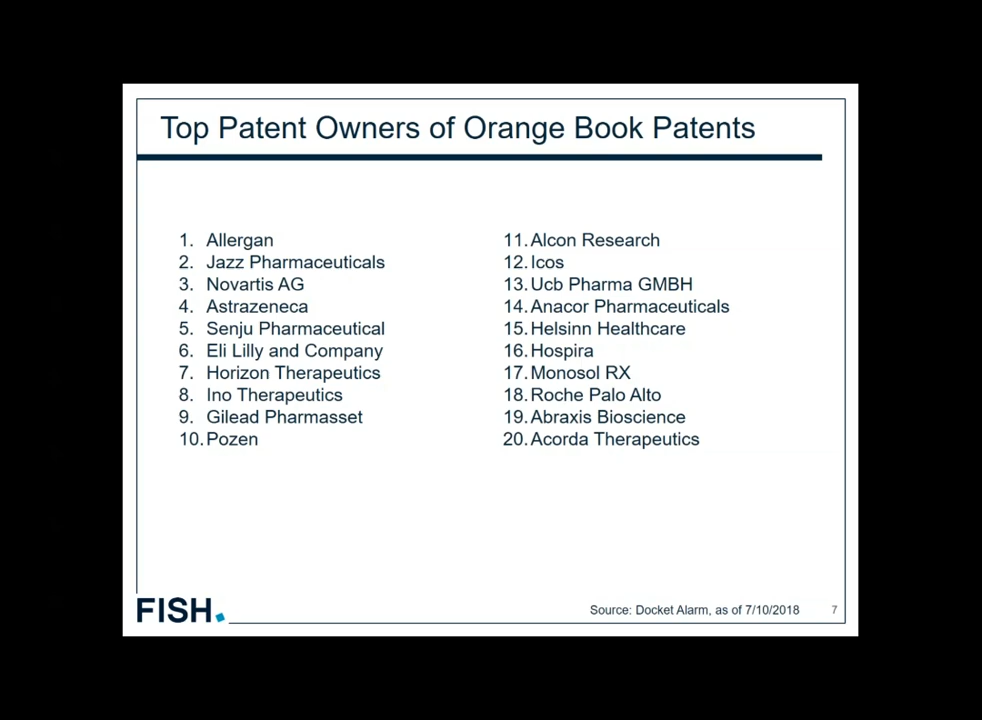 Top Patent Owners of Orange Book Patents
1. Allergan
2. Jazz Pharmaceuticals
3. Novartis AG
4. Astrazeneca
5. Senju Pharmaceutical
6. Eli Lilly and Company
7. Horizon Therapeutics
8. Ino Therapeutics
9. Gilead Pharmasset
10. Pozen
11. Alcon Research
12. Icos
13. Ucb Pharma GMBH
14. Anacor Pharmaceuticals
15. Helsinn Healthcare
16. Hospira
17. Monosol RX
18. Roche Palo Alto
19. Abraxis Bioscience
20. Acorda Therapeutics
FISH.
Source: Docket Alarm, as of 7/10/2018
7